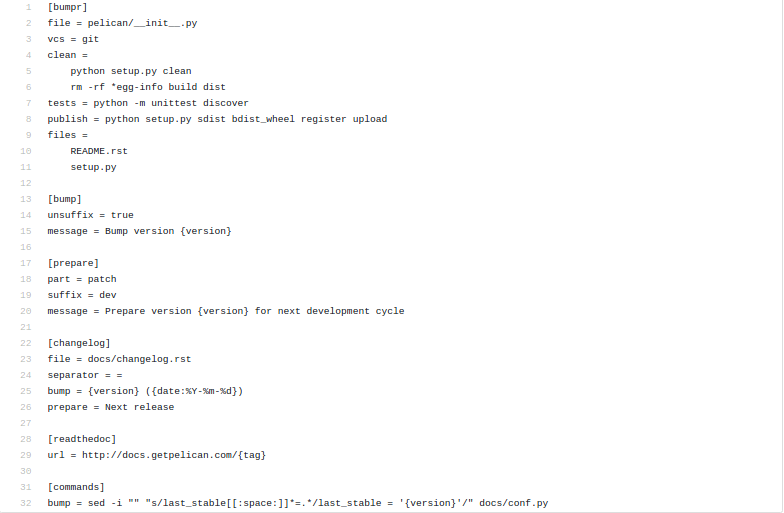 1 [bumpr]
2 file = pelican/__init__.py
3 vcs = git
4 clean =
5     python setup.py clean
6     rm -rf *egg-info build dist
7 tests = python -m unittest discover
8 publish = python setup.py sdist bdist_wheel register upload
9 files =
10     README.rst
11     setup.py
12
13 [bump]
14 unsuffix = true
15 message = Bump version {version}
16
17 [prepare]
18 part = patch
19 suffix = dev
20 message = Prepare version {version} for next development cycle
21
22 [changelog]
23 file = docs/changelog.rst
24 separator = =
25 bump = {version} ({date:%Y-%m-%d})
26 prepare = Next release
27
28 [readthedoc]
29 url = http://docs.getpelican.com/{tag}
30
31 [commands]
32 bump = sed -i "" "s/last_stable[[:space:]]*=.*/last_stable = '{version}'/" docs/conf.py